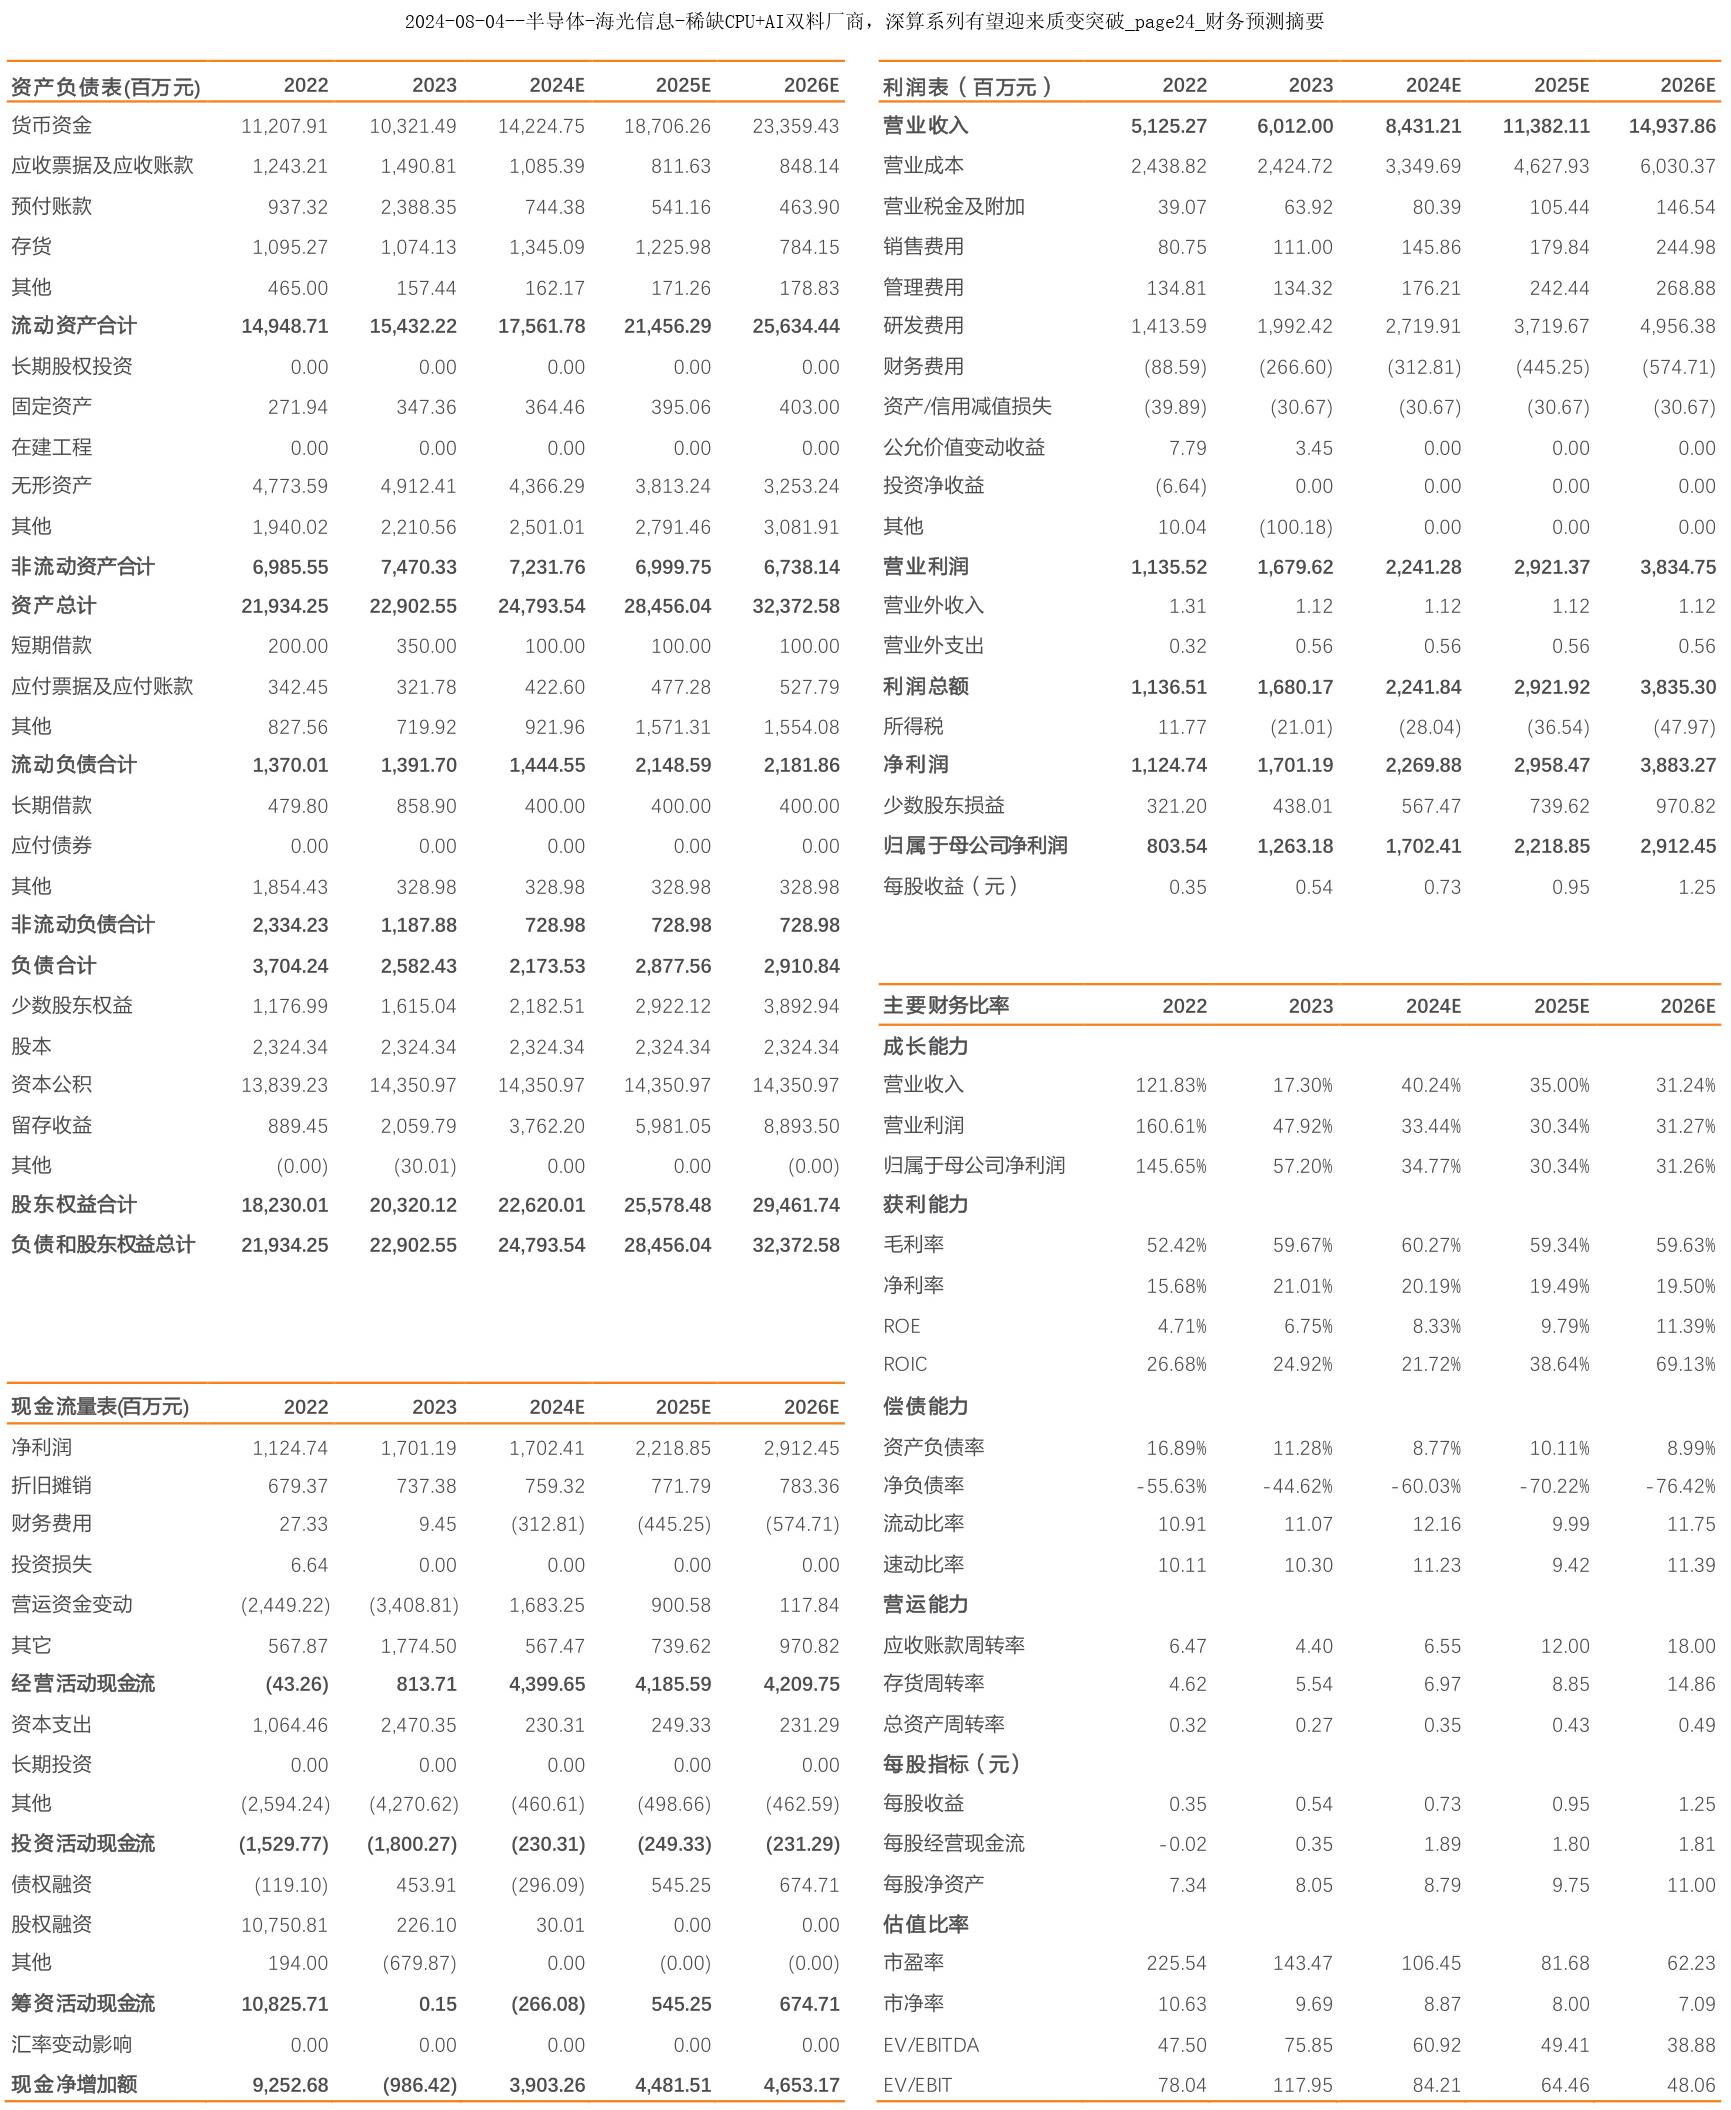 2024-08-04--半导体-海光信息-稀缺CPU+AI双料厂商，深算系列有望迎来质变突破_page24_财务预测摘要
资产负债表(百万元) 2022 2023 2024E 2025E 2026E
货币资金 11,207.91 10,321.49 14,224.75 18,706.26 23,359.43
应收票据及应收账款 1,243.21 1,490.81 1,085.39 811.63 848.14
预付账款 937.32 2,388.35 744.38 541.16 463.90
存货 1,095.27 1,074.13 1,345.09 1,225.98 784.15
其他 465.00 157.44 162.17 171.26 178.83
流动资产合计 14,948.71 15,432.22 17,561.78 21,456.29 25,634.44
长期股权投资 0.00 0.00 0.00 0.00 0.00
固定资产 271.94 347.36 364.46 395.06 403.00
在建工程 0.00 0.00 0.00 0.00 0.00
无形资产 4,773.59 4,912.41 4,366.29 3,813.24 3,253.24
其他 1,940.02 2,210.56 2,501.01 2,791.46 3,081.91
非流动资产合计 6,985.55 7,470.33 7,231.76 6,999.75 6,738.14
资产总计 21,934.25 22,902.55 24,793.54 28,456.04 32,372.58
短期借款 200.00 350.00 100.00 100.00 100.00
应付票据及应付账款 342.45 321.78 422.60 477.28 527.79
其他 827.56 719.92 921.96 1,571.31 1,554.08
流动负债合计 1,370.01 1,391.70 1,444.55 2,148.59 2,181.86
长期借款 479.80 858.90 400.00 400.00 400.00
应付债券 0.00 0.00 0.00 0.00 0.00
其他 1,854.43 328.98 328.98 328.98 328.98
非流动负债合计 2,334.23 1,187.88 728.98 728.98 728.98
负债合计 3,704.24 2,582.43 2,173.53 2,877.56 2,910.84
少数股东权益 1,176.99 1,615.04 2,182.51 2,922.12 3,892.94
股本 2,324.34 2,324.34 2,324.34 2,324.34 2,324.34
资本公积 13,839.23 14,350.97 14,350.97 14,350.97 14,350.97
留存收益 889.45 2,059.79 3,762.20 5,981.05 8,893.50
其他 (0.00) (30.01) 0.00 0.00 (0.00)
股东权益合计 18,230.01 20,320.12 22,620.01 25,578.48 29,461.74
负债和股东权益总计 21,934.25 22,902.55 24,793.54 28,456.04 32,372.58
现金流量表(百万元) 2022 2023 2024E 2025E 2026E
净利润 1,124.74 1,701.19 1,702.41 2,218.85 2,912.45
折旧摊销 679.37 737.38 759.32 771.79 783.36
财务费用 27.33 9.45 (312.81) (445.25) (574.71)
投资损失 6.64 0.00 0.00 0.00 0.00
营运资金变动 (2,449.22) (3,408.81) 1,683.25 900.58 117.84
其它 567.87 1,774.50 567.47 739.62 970.82
经营活动现金流 (43.26) 813.71 4,399.65 4,185.59 4,209.75
资本支出 1,064.46 2,470.35 230.31 249.33 231.29
长期投资 0.00 0.00 0.00 0.00 0.00
其他 (2,594.24) (4,270.62) (460.61) (498.66) (462.59)
投资活动现金流 (1,529.77) (1,800.27) (230.31) (249.33) (231.29)
债权融资 (119.10) 453.91 (296.09) 545.25 674.71
股权融资 10,750.81 226.10 30.01 0.00 0.00
其他 194.00 (679.87) 0.00 (0.00) (0.00)
筹资活动现金流 10,825.71 0.15 (266.08) 545.25 674.71
汇率变动影响 0.00 0.00 0.00 0.00 0.00
现金净增加额 9,252.68 (986.42) 3,903.26 4,481.51 4,653.17
利润表（百万元） 2022 2023 2024E 2025E 2026E
营业收入 5,125.27 6,012.00 8,431.21 11,382.11 14,937.86
营业成本 2,438.82 2,424.72 3,349.69 4,627.93 6,030.37
营业税金及附加 39.07 63.92 80.39 105.44 146.54
销售费用 80.75 111.00 145.86 179.84 244.98
管理费用 134.81 134.32 176.21 242.44 268.88
研发费用 1,413.59 1,992.42 2,719.91 3,719.67 4,956.38
财务费用 (88.59) (266.60) (312.81) (445.25) (574.71)
资产/信用减值损失 (39.89) (30.67) (30.67) (30.67) (30.67)
公允价值变动收益 7.79 3.45 0.00 0.00 0.00
投资净收益 (6.64) 0.00 0.00 0.00 0.00
其他 10.04 (100.18) 0.00 0.00 0.00
营业利润 1,135.52 1,679.62 2,241.28 2,921.37 3,834.75
营业外收入 1.31 1.12 1.12 1.12 1.12
营业外支出 0.32 0.56 0.56 0.56 0.56
利润总额 1,136.51 1,680.17 2,241.84 2,921.92 3,835.30
所得税 11.77 (21.01) (28.04) (36.54) (47.97)
净利润 1,124.74 1,701.19 2,269.88 2,958.47 3,883.27
少数股东损益 321.20 438.01 567.47 739.62 970.82
归属于母公司净利润 803.54 1,263.18 1,702.41 2,218.85 2,912.45
每股收益（元） 0.35 0.54 0.73 0.95 1.25
主要财务比率 2022 2023 2024E 2025E 2026E
成长能力
营业收入 121.83% 17.30% 40.24% 35.00% 31.24%
营业利润 160.61% 47.92% 33.44% 30.34% 31.27%
归属于母公司净利润 145.65% 57.20% 34.77% 30.34% 31.26%
获利能力
毛利率 52.42% 59.67% 60.27% 59.34% 59.63%
净利率 15.68% 21.01% 20.19% 19.49% 19.50%
ROE 4.71% 6.75% 8.33% 9.79% 11.39%
ROIC 26.68% 24.92% 21.72% 38.64% 69.13%
偿债能力
资产负债率 16.89% 11.28% 8.77% 10.11% 8.99%
净负债率 -55.63% -44.62% -60.03% -70.22% -76.42%
流动比率 10.91 11.07 12.16 9.99 11.75
速动比率 10.11 10.30 11.23 9.42 11.39
营运能力
应收账款周转率 6.47 4.40 6.55 12.00 18.00
存货周转率 4.62 5.54 6.97 8.85 14.86
总资产周转率 0.32 0.27 0.35 0.43 0.49
每股指标（元）
每股收益 0.35 0.54 0.73 0.95 1.25
每股经营现金流 -0.02 0.35 1.89 1.80 1.81
每股净资产 7.34 8.05 8.79 9.75 11.00
估值比率
市盈率 225.54 143.47 106.45 81.68 62.23
市净率 10.63 9.69 8.87 8.00 7.09
EV/EBITDA 47.50 75.85 60.92 49.41 38.88
EV/EBIT 78.04 117.95 84.21 64.46 48.06